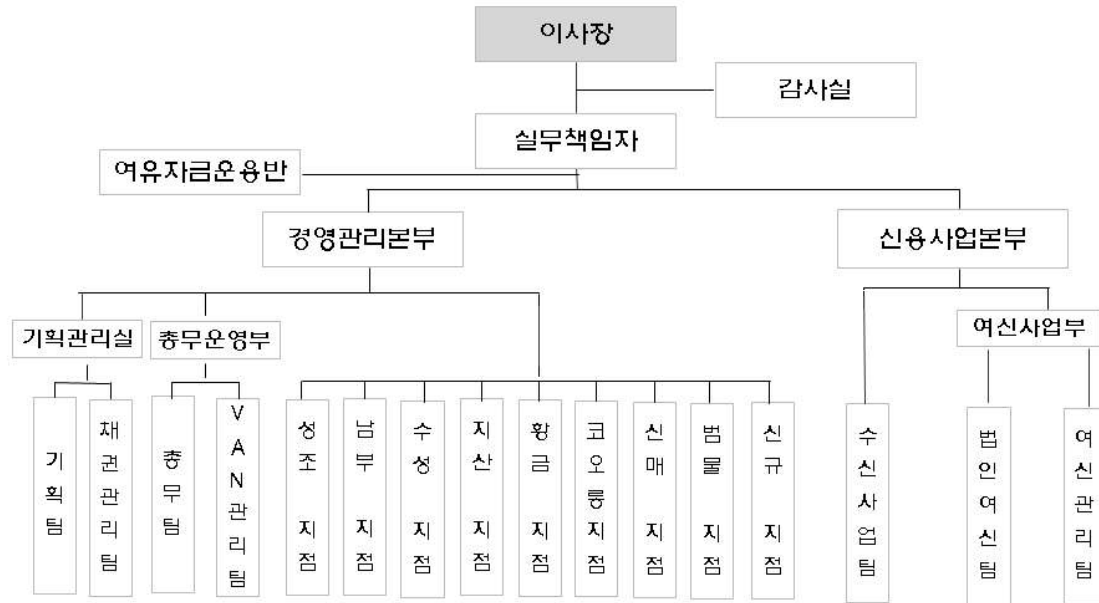 이사장
감사실
실무책임자
여유자금운용반
경영관리본부
신용사업본부
기획관리실
총무운영부
여신사업부
기획팀
채권관리팀
총무팀
VAN관리팀
성조 지점
남부 지점
수성 지점
지산 지점
황금 지점
코오롱지점
신매 지점
범물 지점
신규 지점
수신사업팀
법인여신팀
여신관리팀